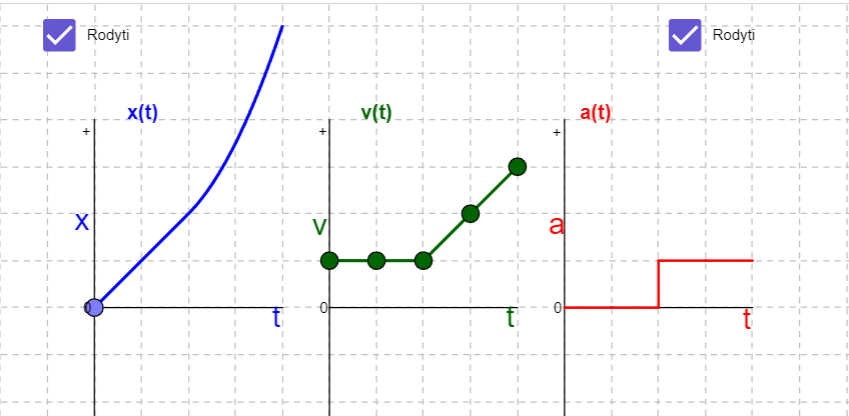 Rodyti
Rodyti
x(t)
v(t)
a(t)
+
+
+
x
v
a
0
0
0
t
t
t